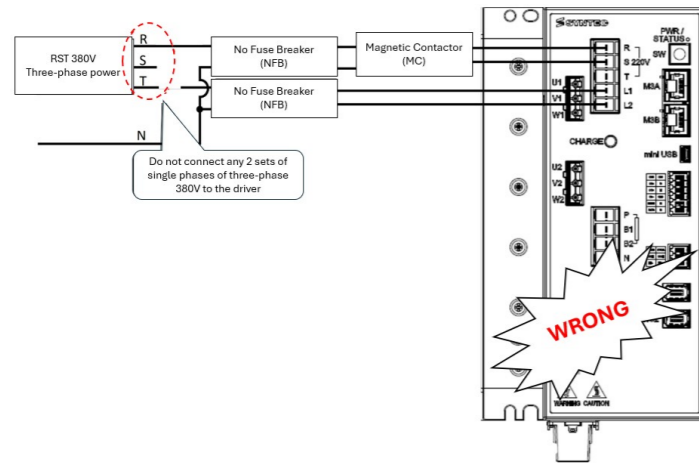 RST 380V
Three-phase power
R
S
T
N
No Fuse Breaker
(NFB)
Magnetic Contactor
(MC)
No Fuse Breaker
(NFB)
Do not connect any 2 sets of
single phases of three-phase
380V to the driver
SYNTEC
PWR /
STATUS
SW
R
S 220V
T
L1
L2
M3A
M3B
U1
V1
W1
CHARGE
mini USB
U2
V2
W2
P
B1
B2
N
WRONG
WARNING CAUTION